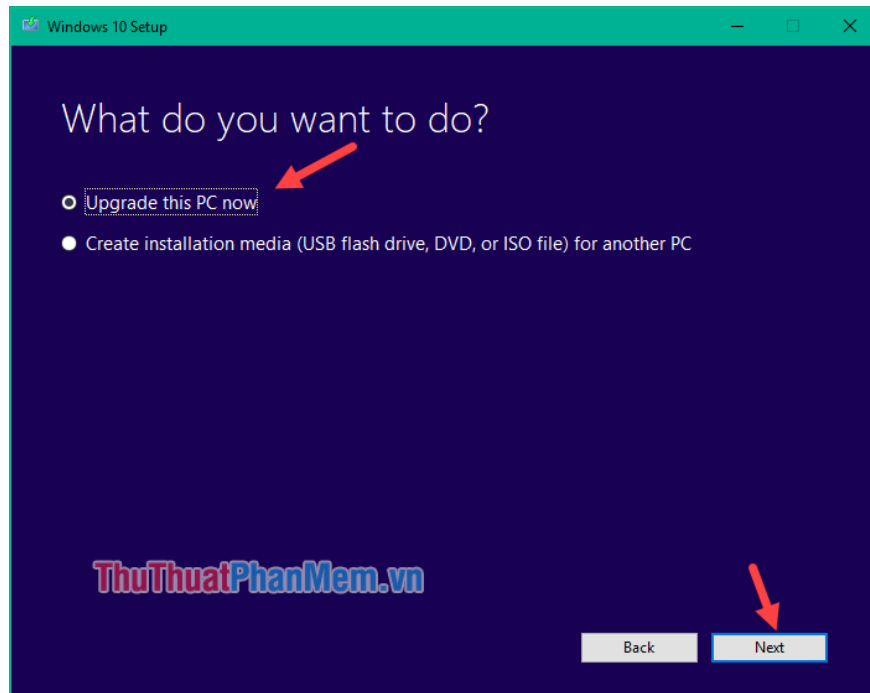 Windows 10 Setup
What do you want to do?
Upgrade this PC now
Create installation media (USB flash drive, DVD, or ISO file) for another PC
ThuThuatPhanMem.vn
Back Next